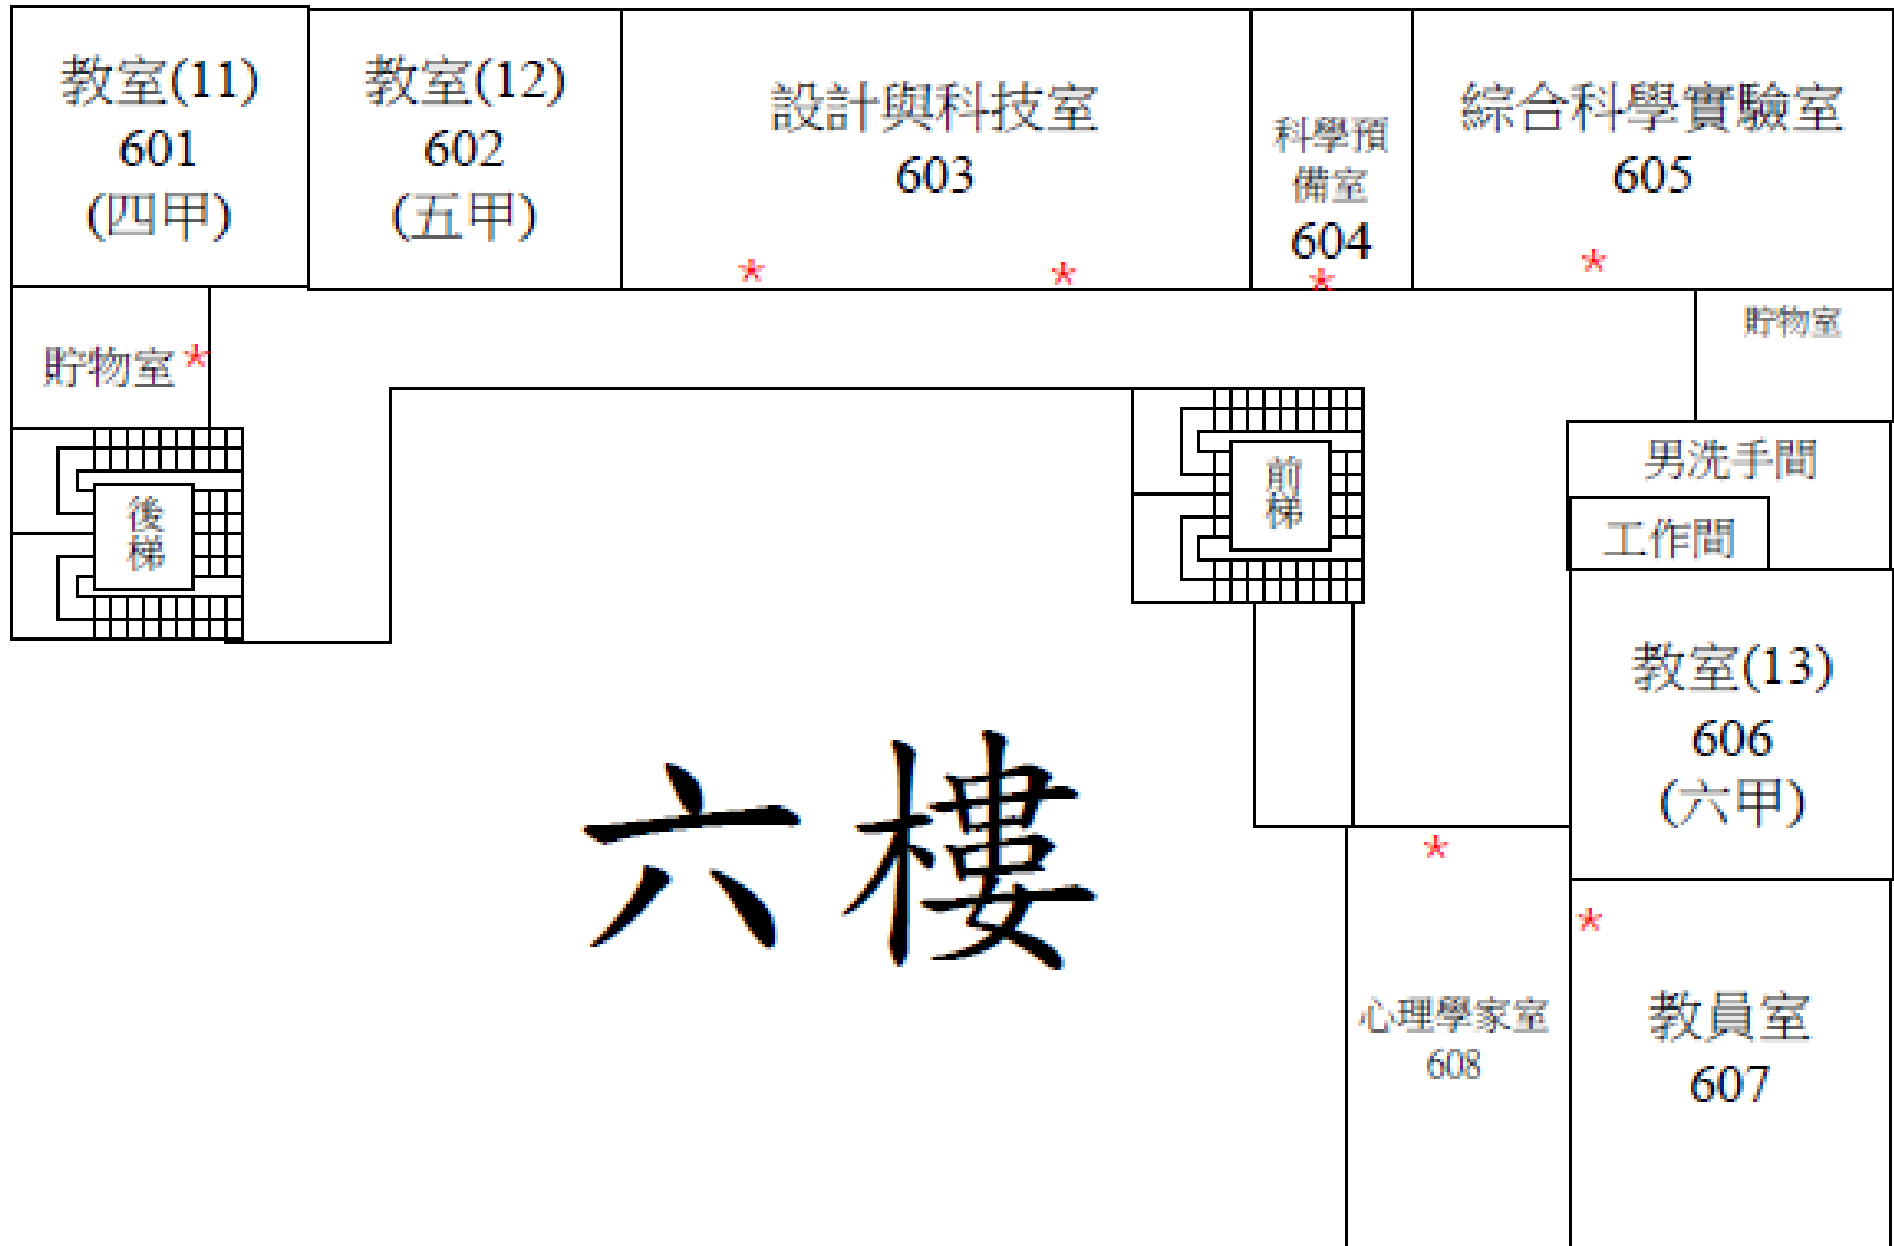 教室(11)
601
(四甲)
教室(12)
602
(五甲)
設計與科技室
603
*
*
科學預
備室
604
*
綜合科學實驗室
605
*
貯物室*
貯物室
後
梯
前
梯
男洗手間
工作間
教室(13)
606
(六甲)
六樓
*
心理學家室
608
*
教員室
607